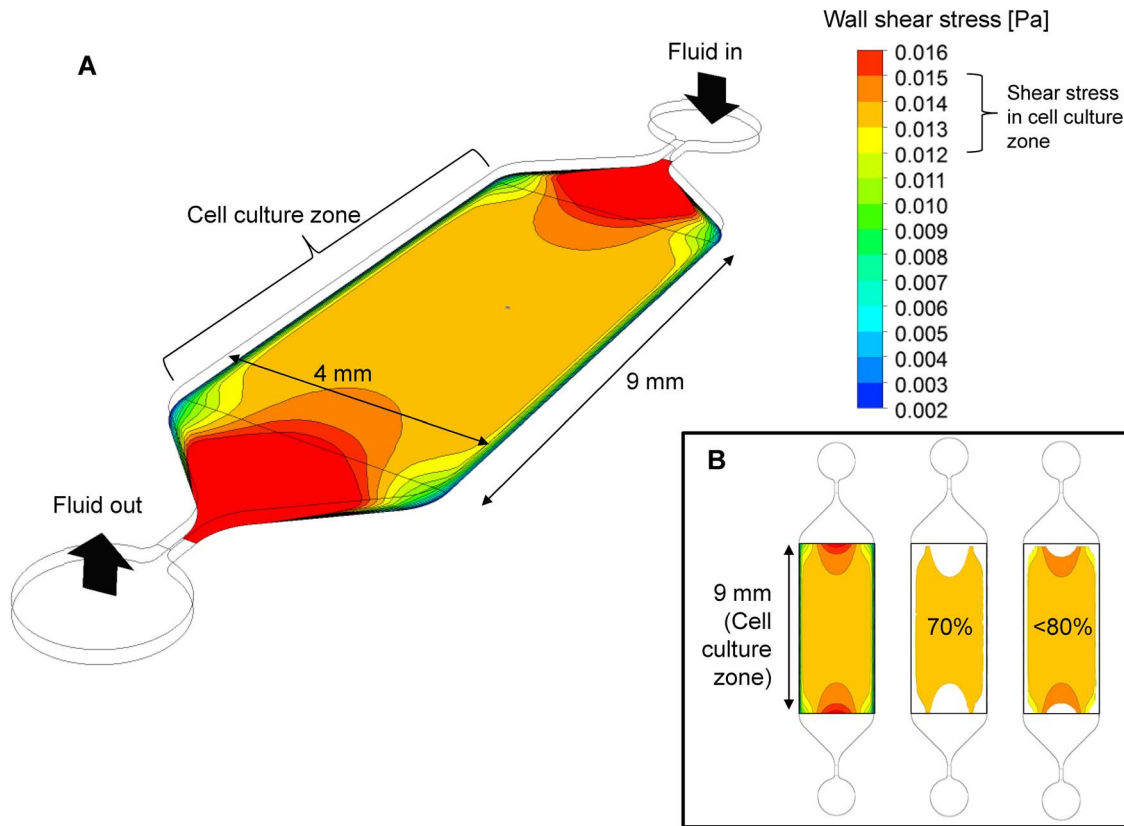 A
Fluid in
Wall shear stress [Pa]
0.016
0.015
0.014
0.013
0.012
0.011
0.010
0.009
0.008
0.007
0.006
0.005
0.004
0.003
0.002
Shear stress
in cell culture
zone
Cell culture zone
4 mm
9 mm
Fluid out
B
9 mm
(Cell
culture
zone)
70%
<80%